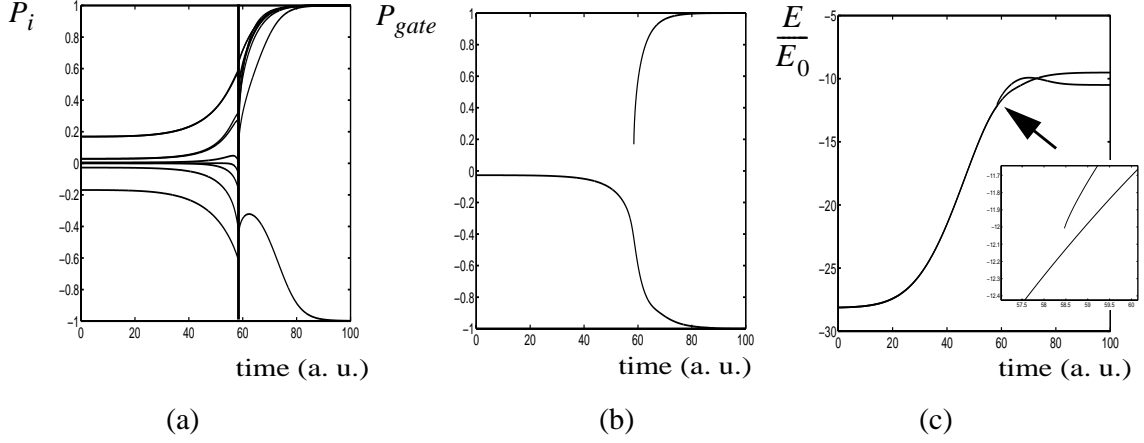 P_i
1
0.8
0.6
0.4
0.2
0
−0.2
−0.4
−0.6
−0.8
−1
0 20 40 60 80 100
time (a. u.)
(a)
P_gate
1
0.8
0.6
0.4
0.2
0
−0.2
−0.4
−0.6
−0.8
−1
0 20 40 60 80 100
time (a. u.)
(b)
E
E_0
−5
−10
−15
−20
−25
−30
0 20 40 60 80 100
−11.7
−11.8
−11.9
−12
−12.1
−12.2
−12.3
−12.4
57.5 58 58.5 59 59.5 60
time (a. u.)
(c)